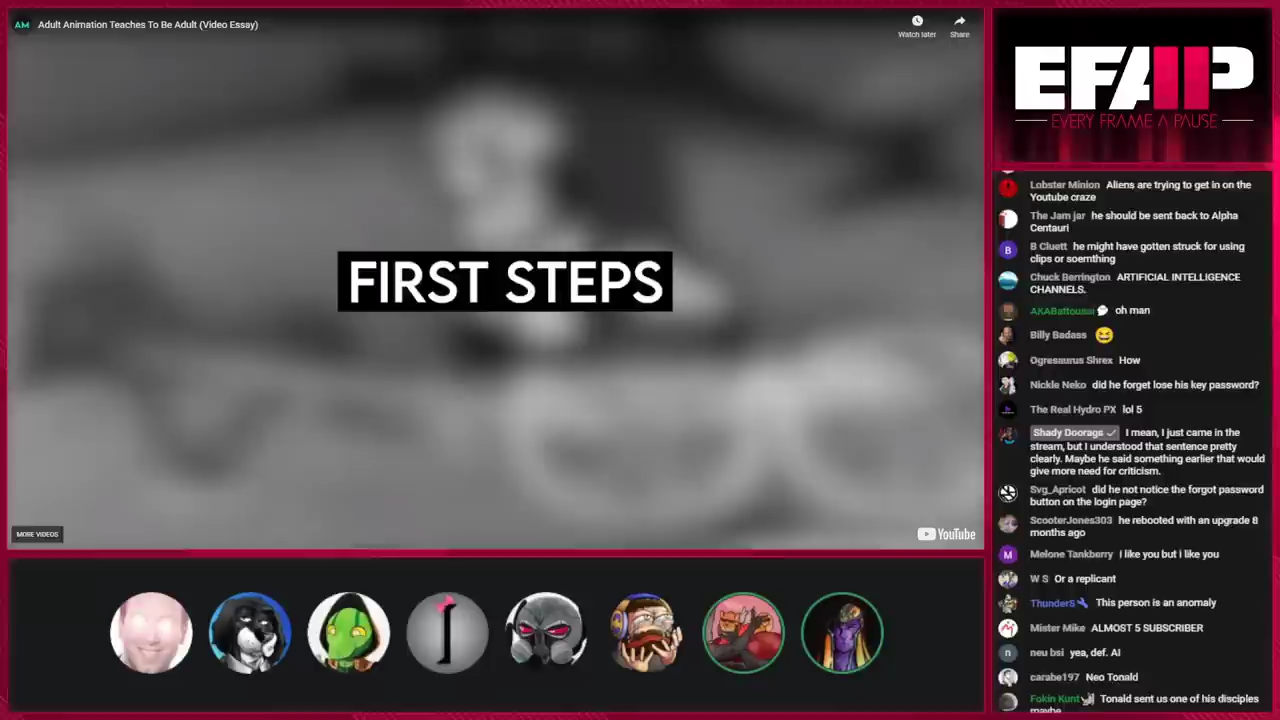 AM Adult Animation Teaches To Be Adult (Video Essay)
Watch later
Share
FIRST STEPS
MORE VIDEOS
YouTube
EFAP
EVERY FRAME A PAUSE
Lobster Minion Aliens are trying to get in on the
Youtube craze
The Jam jar he should be sent back to Alpha
Centauri
B
B Cluett he might have gotten struck for using
clips or soemthing
Chuck Berrington ARTIFICIAL INTELLIGENCE
CHANNELS.
AKABattousai oh man
Billy Badass
Ogresaurus Shrex How
Nickle Neko did he forget lose his key password?
The Real Hydro PX lol 5
Shady Doorags I mean, I just came in the
stream, but I understood that sentence pretty
clearly. Maybe he said something earlier that would
give more need for criticism.
Svg_Apricot did he not notice the forgot password
button on the login page?
ScooterJones303 he rebooted with an upgrade 8
months ago
M Melone Tankberry I like you but i like you
W S Or a replicant
ThunderS This person is an anomaly
Mister Mike ALMOST 5 SUBSCRIBER
n neu bsi yea, def. AI
carabe197 Neo Tonald
Fokin Kunt Tonald sent us one of his disciples
maybe